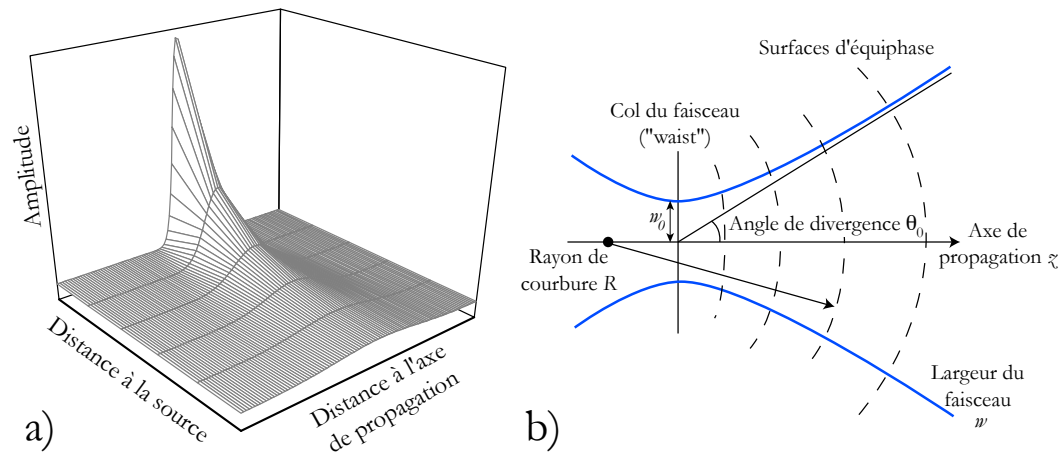 Amplitude
Distance à la source
Distance à l'axe
de propagation
a)
Surfaces d'équiphase
Col du faisceau
("waist")
w0
Angle de divergence θ0
Axe de
propagation z
Rayon de
courbure R
Largeur du
faisceau
w
b)